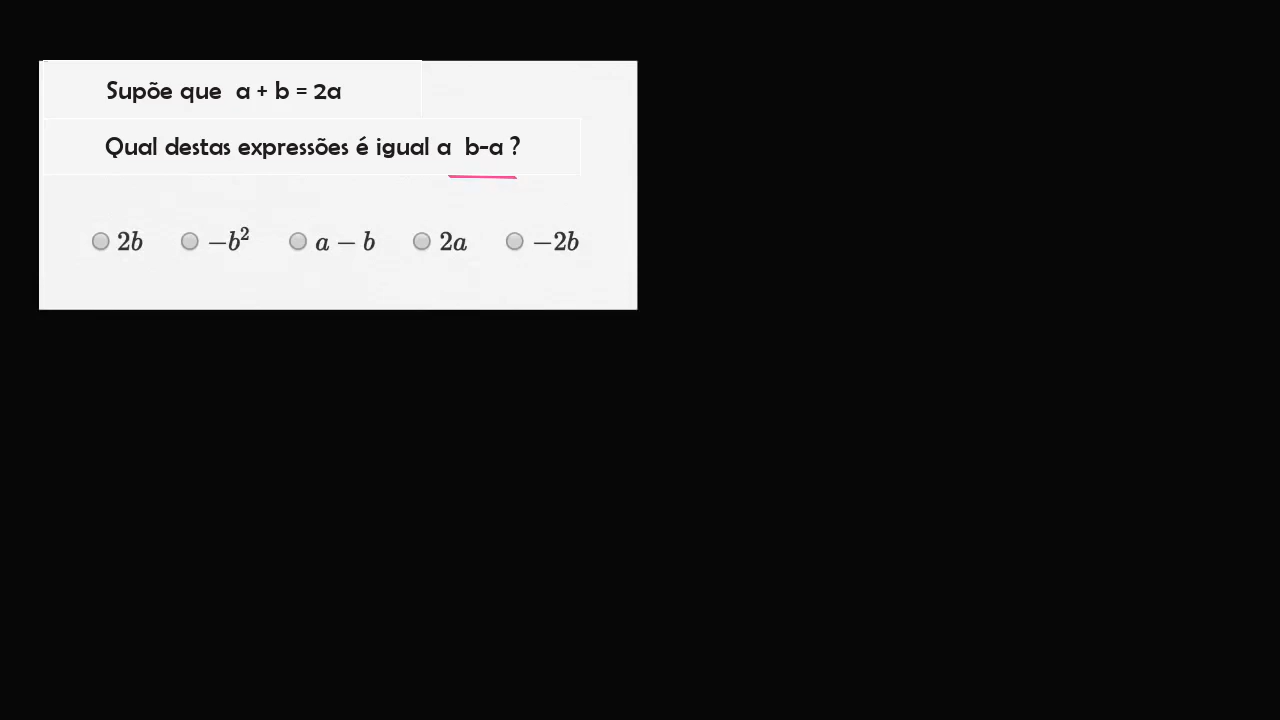 Supõe que a + b = 2a
Qual destas expressões é igual a b-a ?
2b −b² a − b 2a −2b